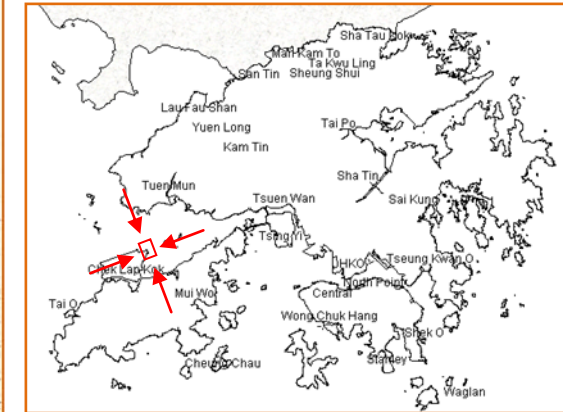 Sha Tau Kok
Man Kam To
Ta Kwu Ling
San Tin
Sheung Shui
Lau Fau Shan
Yuen Long
Tai Po
Kam Tin
Sha Tin
Tuen Mun
Tsuen Wan
Sai Kung
Tsing Yi
Chek Lap Kok
HKO
Tseung Kwan O
Mui Wo
North Point
Central
Tai O
Wong Chuk Hang
Shek O
Stanley
Cheung Chau
Waglan